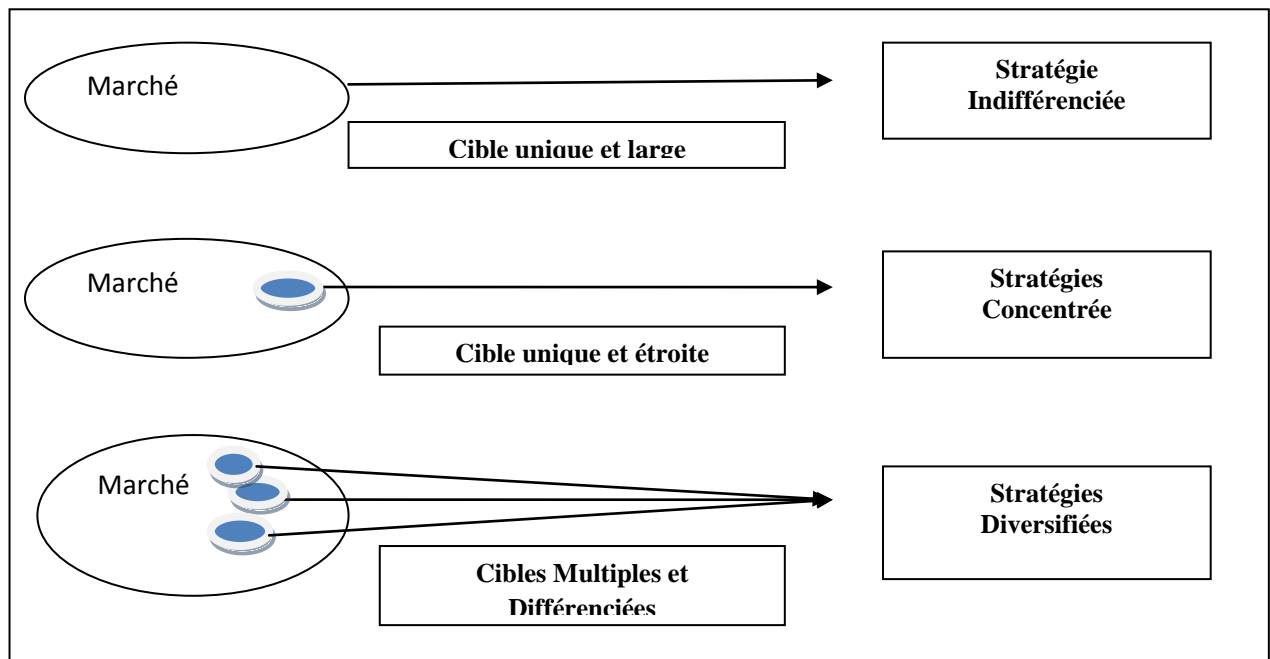 Marché
Stratégie
Indifférenciée
Cible unique et large
Marché
Stratégies
Concentrée
Cible unique et étroite
Marché
Stratégies
Diversifiées
Cibles Multiples et
Différenciées